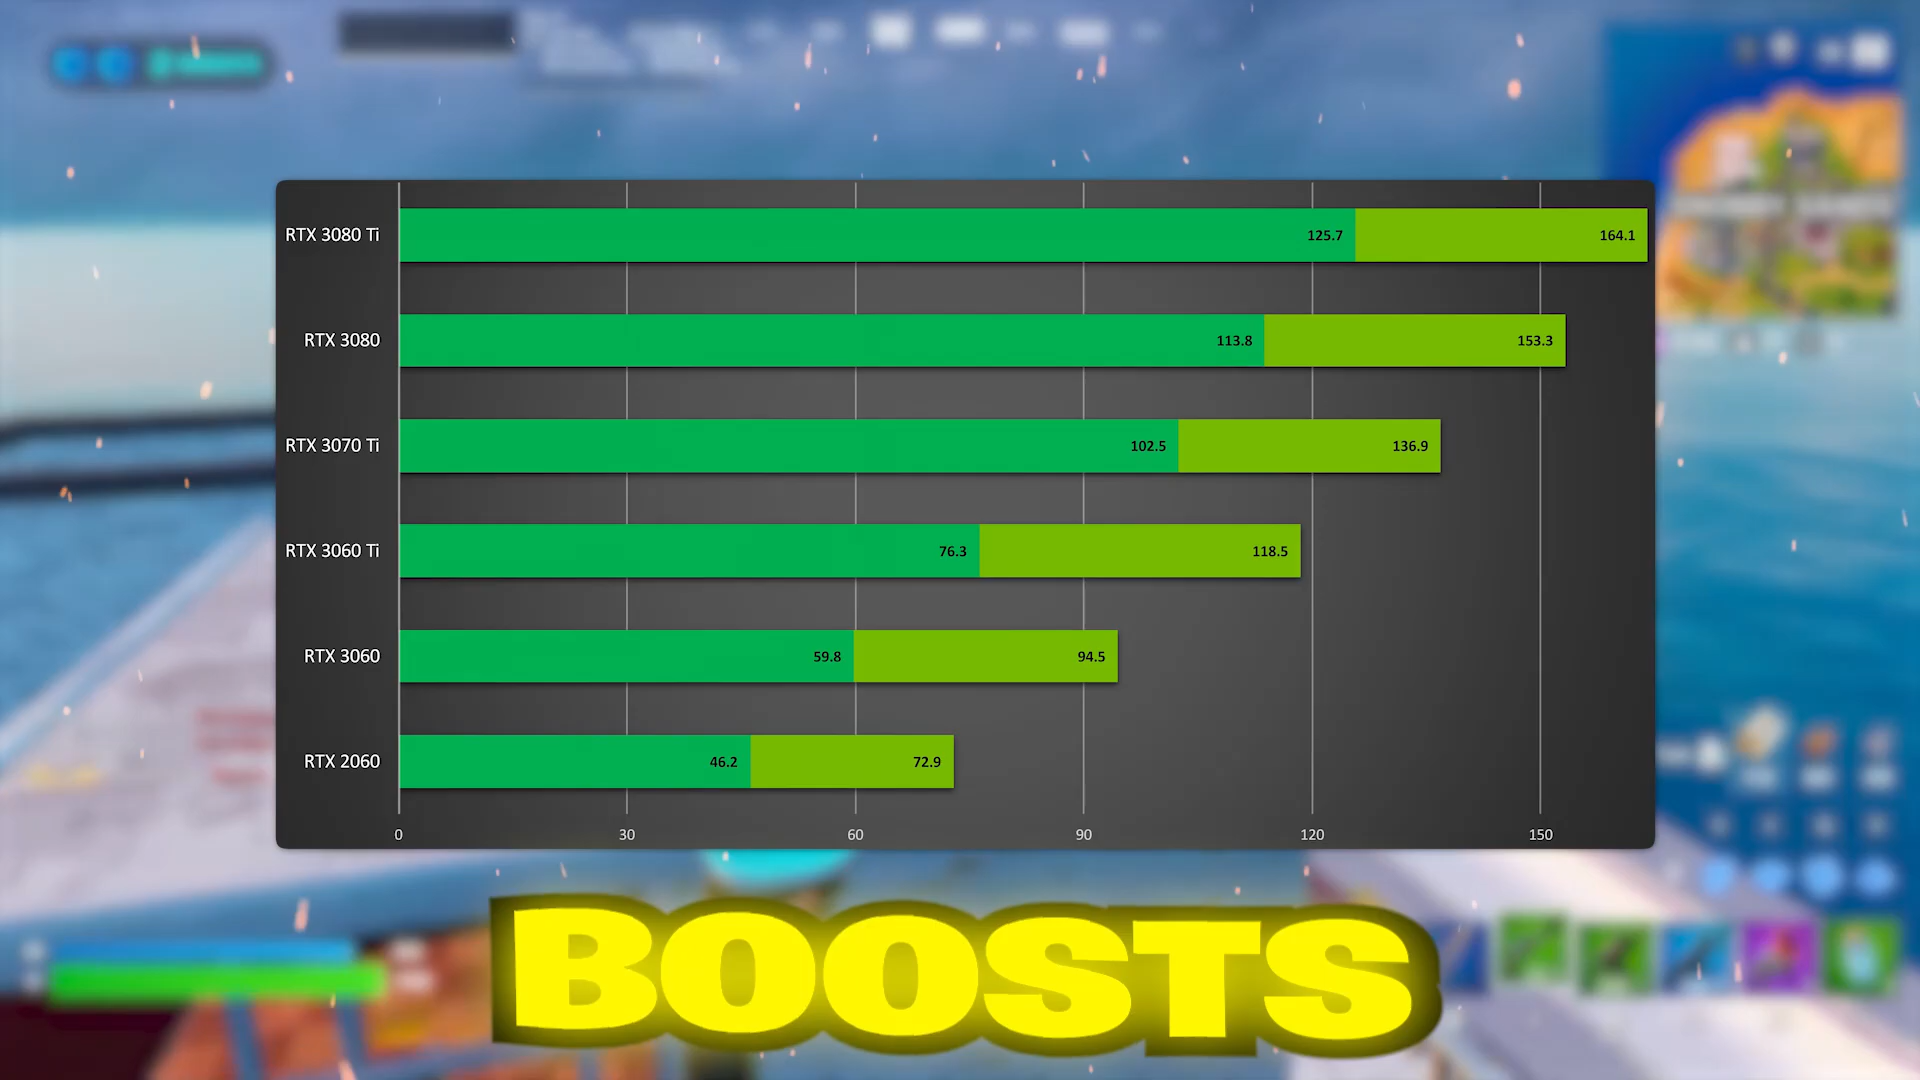 RTX 3080 Ti 125.7 164.1
RTX 3080 113.8 153.3
RTX 3070 Ti 102.5 136.9
RTX 3060 Ti 76.3 118.5
RTX 3060 59.8 94.5
RTX 2060 46.2 72.9
0 30 60 90 120 150
BOOSTS